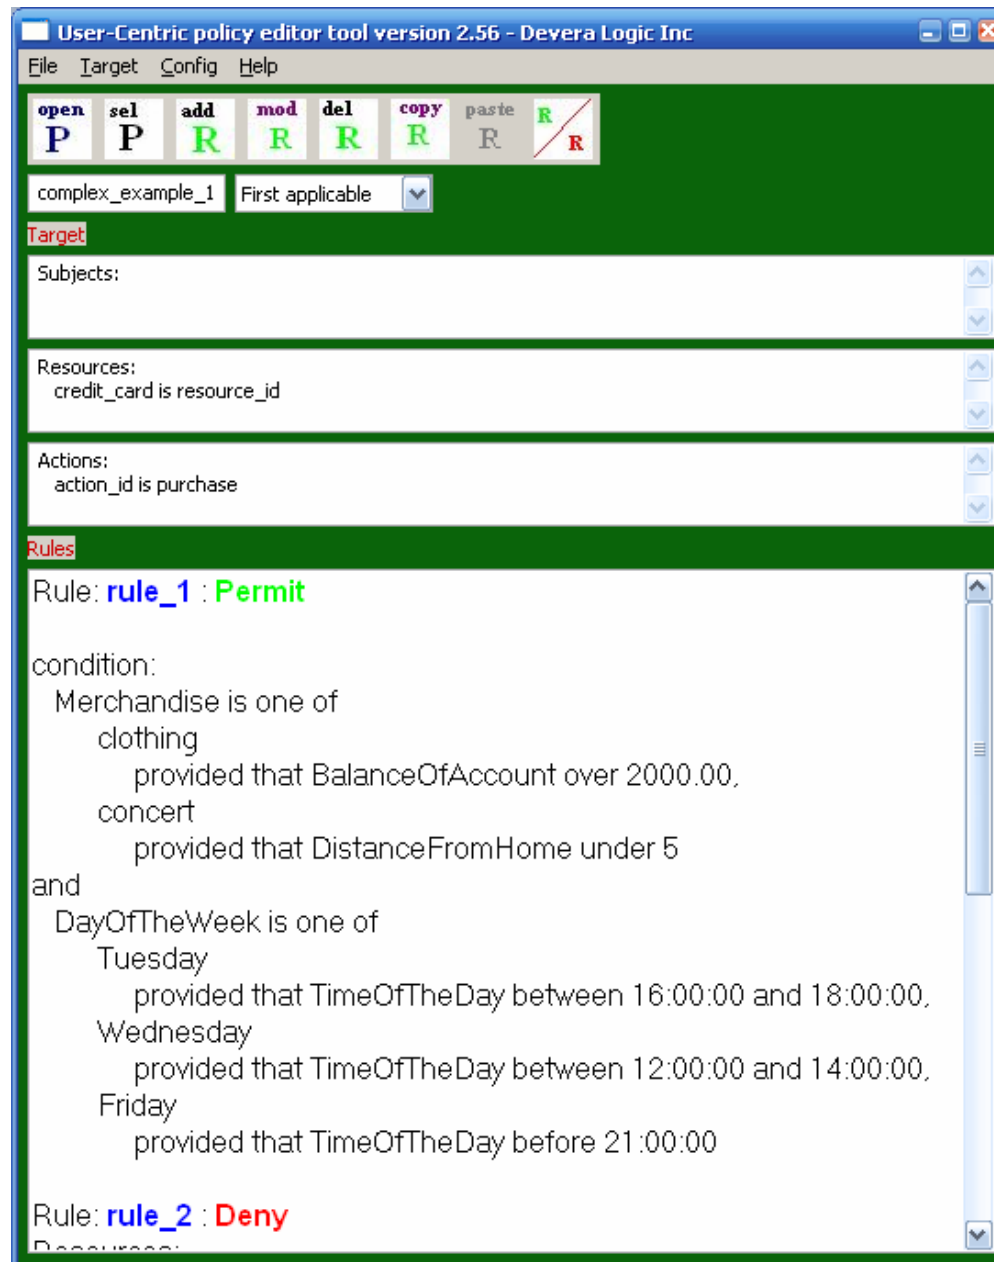 User-Centric policy editor tool version 2.56 - Devera Logic Inc
File Target Config Help
open sel add mod del copy paste R
P P R R R R R R
complex_example_1 First applicable
Target
Subjects:
Resources:
credit_card is resource_id
Actions:
action_id is purchase
Rules
Rule: rule_1 : Permit
condition:
Merchandise is one of
clothing
provided that BalanceOfAccount over 2000.00,
concert
provided that DistanceFromHome under 5
and
DayOfTheWeek is one of
Tuesday
provided that TimeOfTheDay between 16:00:00 and 18:00:00,
Wednesday
provided that TimeOfTheDay between 12:00:00 and 14:00:00,
Friday
provided that TimeOfTheDay before 21:00:00
Rule: rule_2 : Deny
Resources: